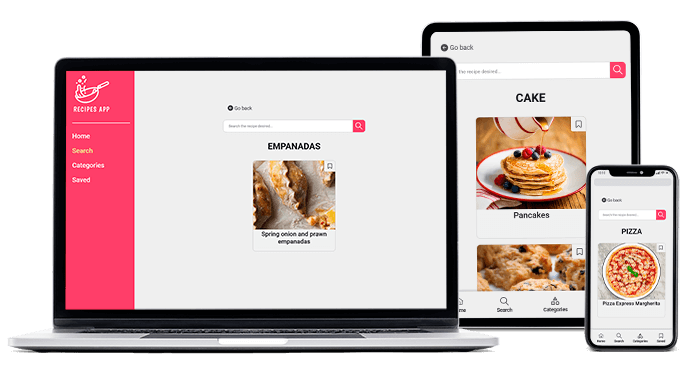 RECIPES APP
Home
Search
Categories
Saved
Go back
Search the recipe desired...
EMPANADAS
Spring onion and prawn
empanadas
Go back
the recipe desired...
CAKE
Pancakes
me
Search
Categories
Go back
Search the recipe desired...
PIZZA
Pizza Express Margherita
Home
Search
Categories
Saved